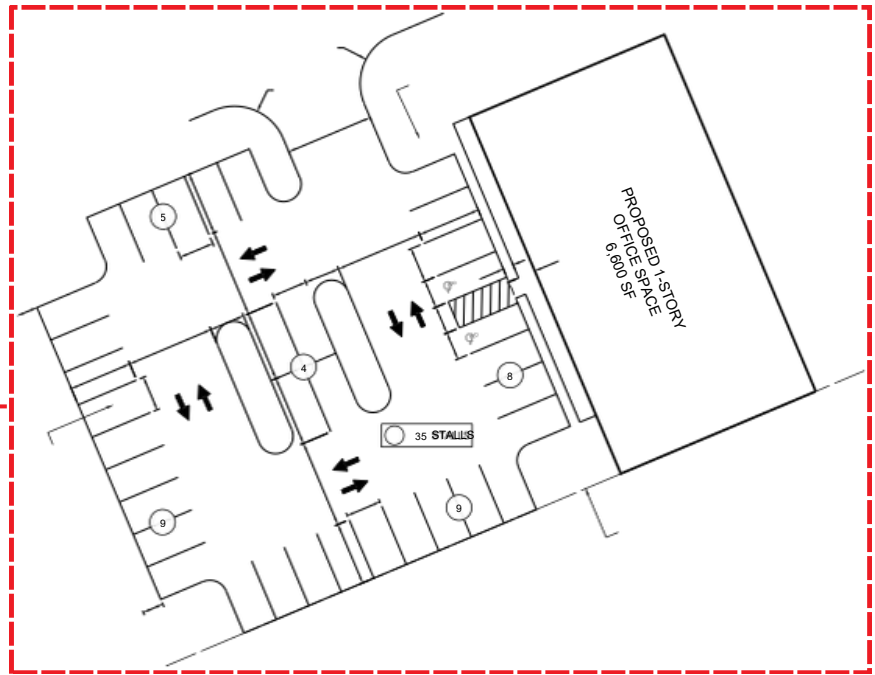 5
PROPOSED 1-STORY
OFFICE SPACE
6,600 SF
4
8
35 STALLS
9
9